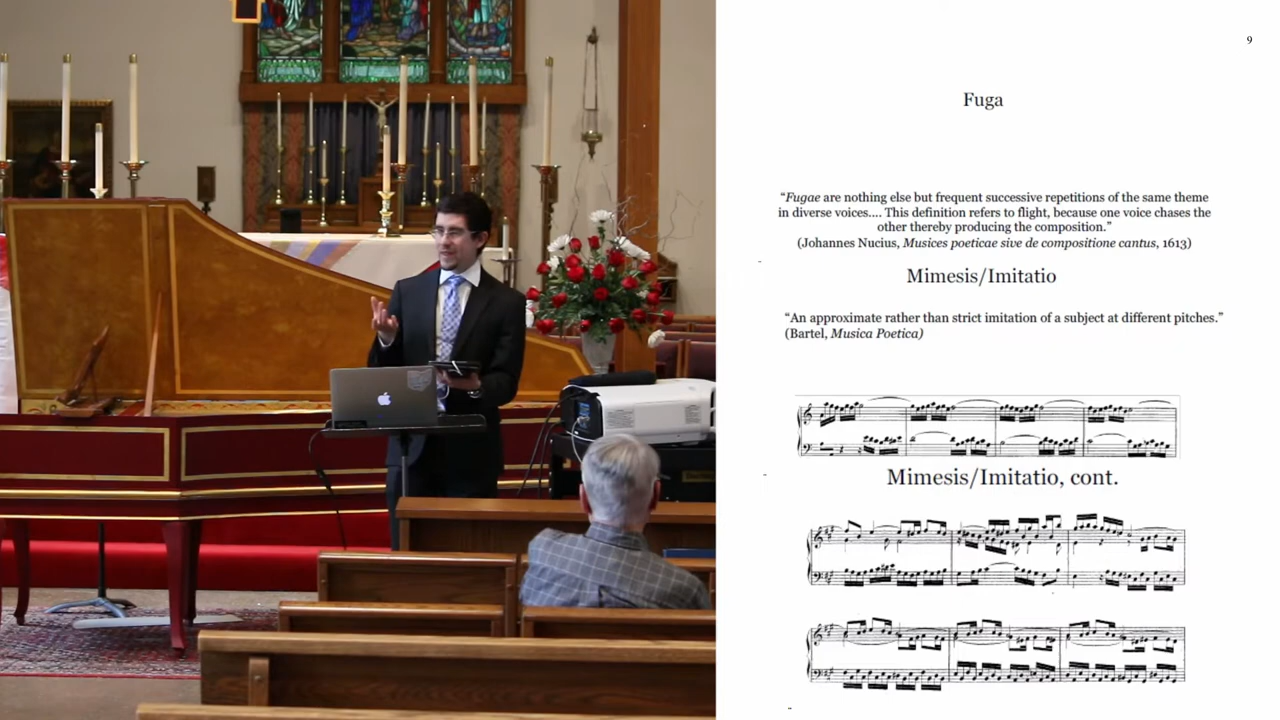 9
Fuga
“Fugae are nothing else but frequent successive repetitions of the same theme
in diverse voices.... This definition refers to flight, because one voice chases the
other thereby producing the composition.”
(Johannes Nucius, Musices poeticae sive de compositione cantus, 1613)
Mimesis/Imitatio
“An approximate rather than strict imitation of a subject at different pitches.”
(Bartel, Musica Poetica)
Mimesis/Imitatio, cont.